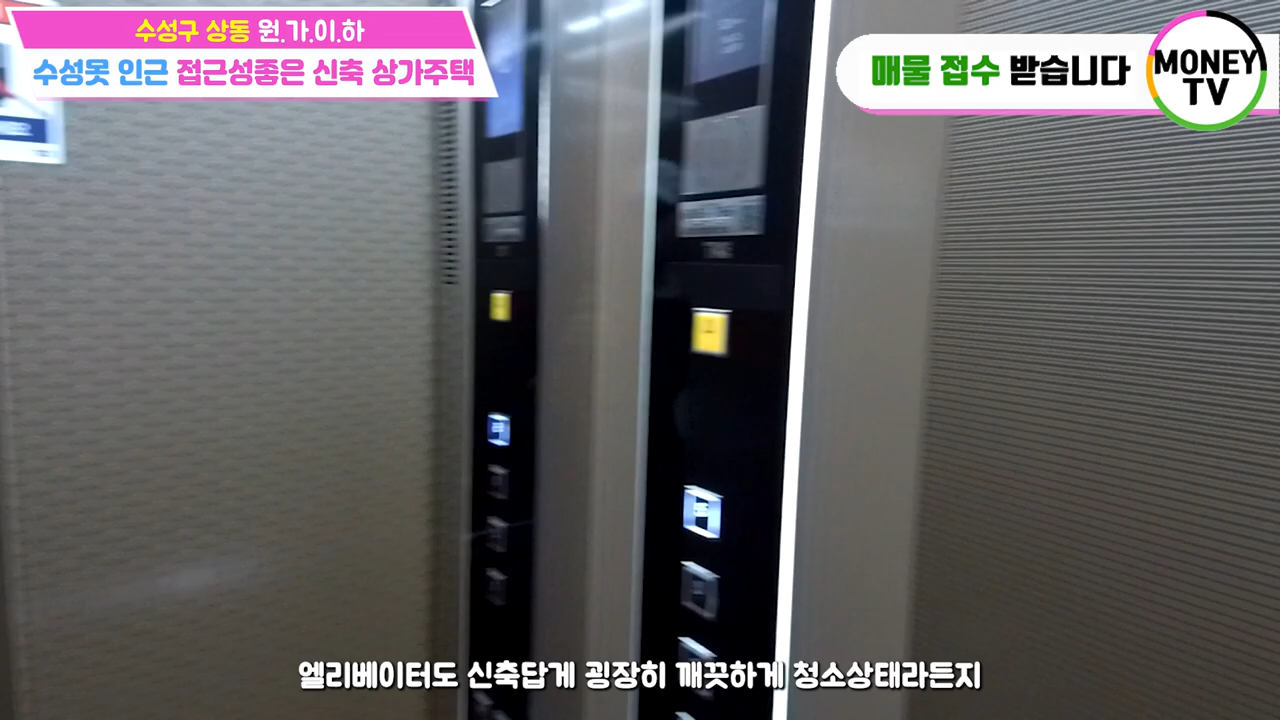 수성구 상동 원.가.이.하
수성못 인근 접근성좋은 신축 상가주택
매물 접수 받습니다
MONEY
TV
엘리베이터도 신축답게 굉장히 깨끗하게 청소상태라든지